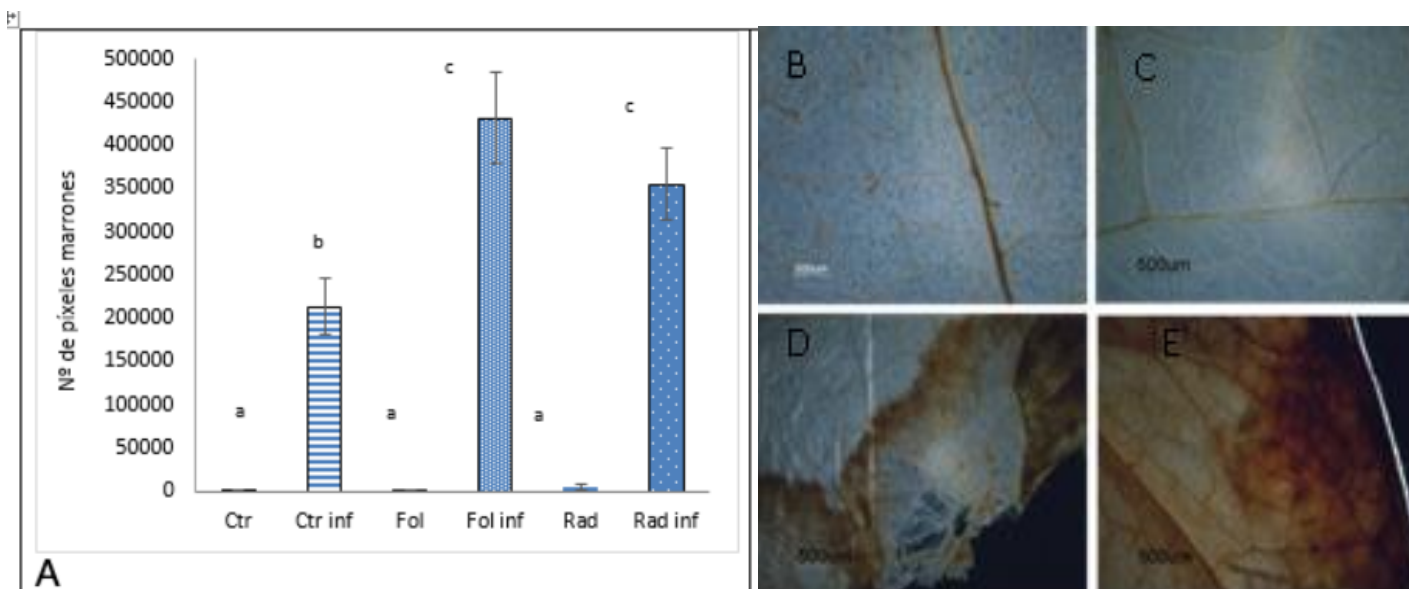 500000
450000
400000
350000
300000
250000
200000
150000
100000
50000
0
Nº de píxeles marrones
a
b
a
c
a
c
Ctr
Ctr inf
Fol
Fol inf
Rad
Rad inf
A
B
C
500um
D
500um
E
500um